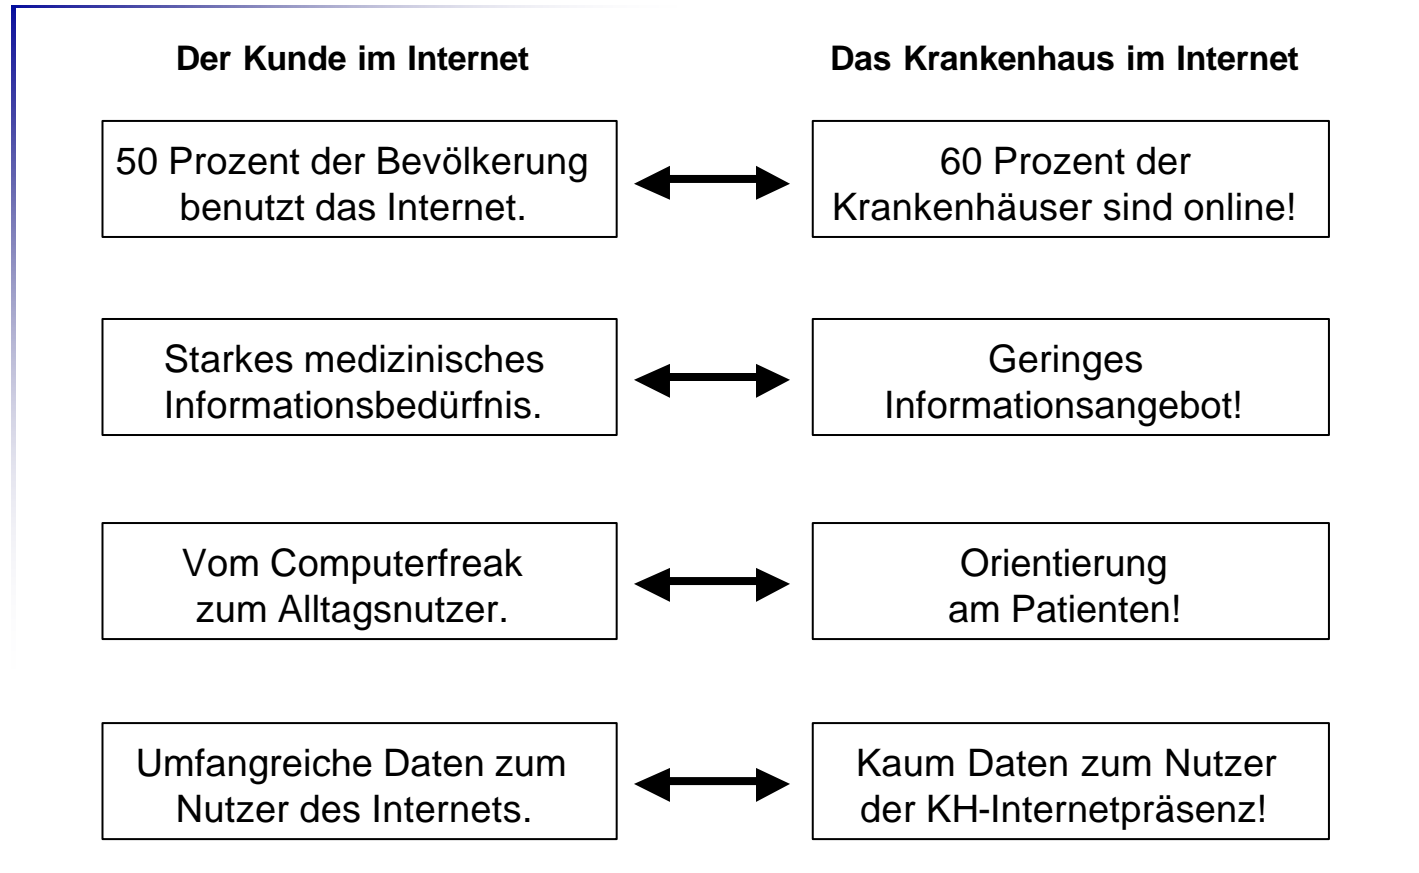 Der Kunde im Internet
Das Krankenhaus im Internet
50 Prozent der Bevölkerung
benutzt das Internet.
60 Prozent der
Krankenhäuser sind online!
Starkes medizinisches
Informationsbedürfnis.
Geringes
Informationsangebot!
Vom Computerfreak
zum Alltagsnutzer.
Orientierung
am Patienten!
Umfangreiche Daten zum
Nutzer des Internets.
Kaum Daten zum Nutzer
der KH-Internetpräsenz!